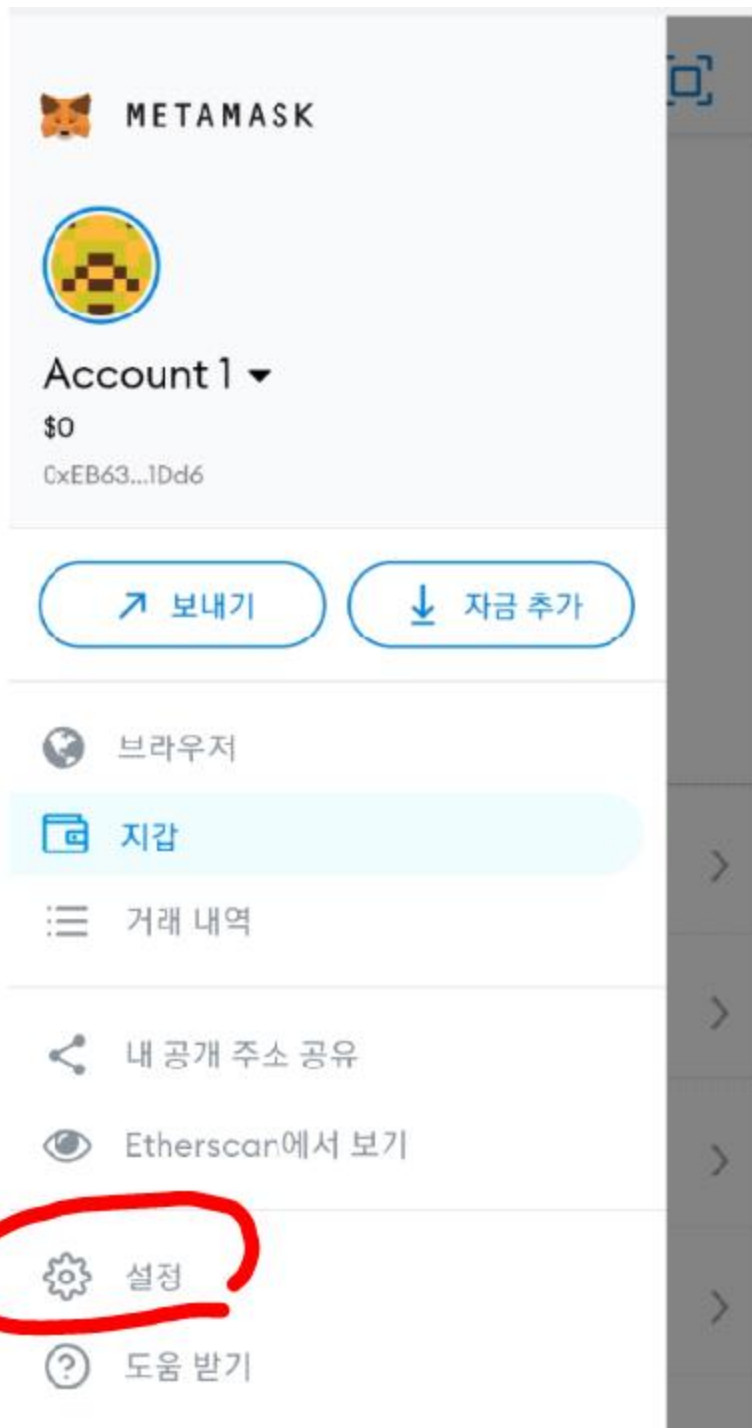 METAMASK
Account 1
$0
0xEB63...1Dd6
보내기
자금 추가
브라우저
지갑
거래 내역
내 공개 주소 공유
Etherscan에서 보기
설정
도움 받기